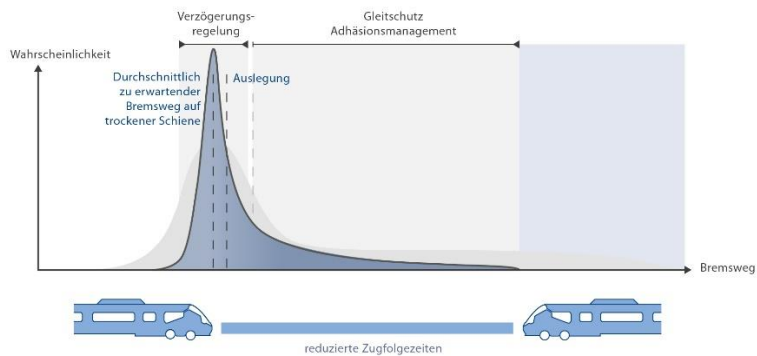 Verzögerungs-
regelung
Gleitschutz
Adhäsionsmanagement
Wahrscheinlichkeit
Durchschnittlich
zu erwartender
Bremsweg auf
trockener Schiene
Auslegung
Bremsweg
reduzierte Zugfolgezeiten